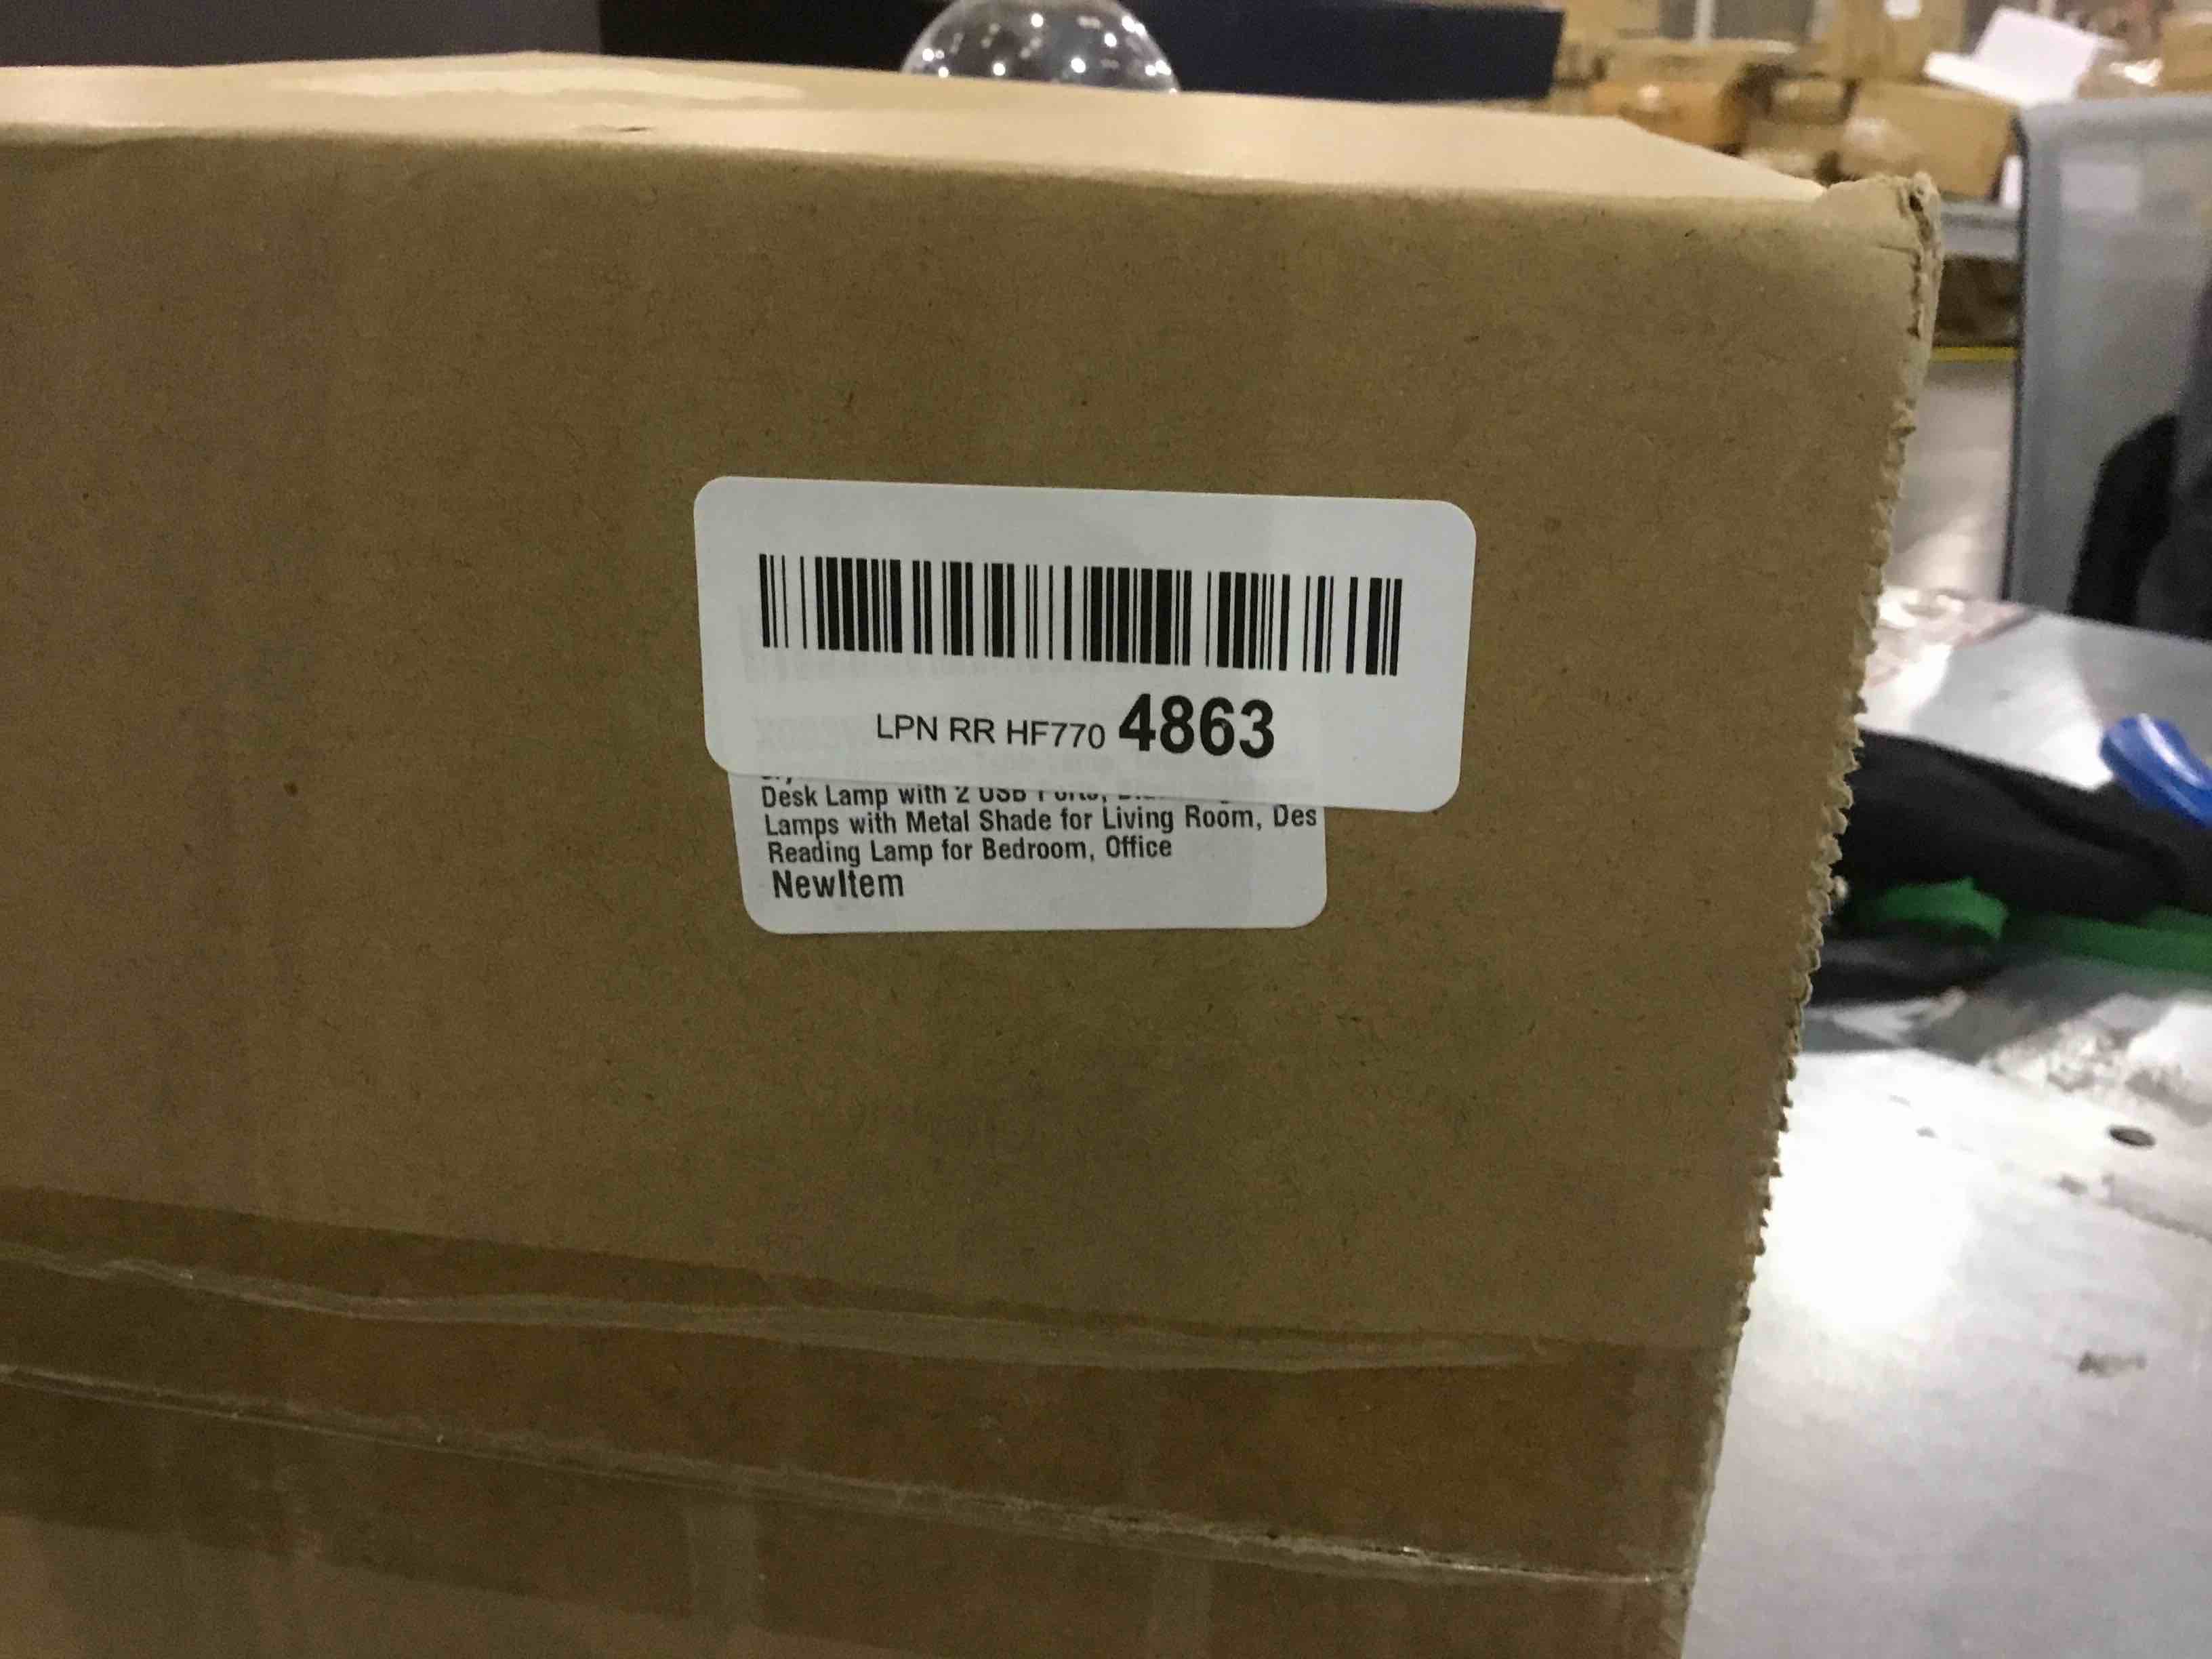 LPN RR HF770 4863
Desk Lamp with 2 USB Ports,
Lamps with Metal Shade for Living Room, Des
Reading Lamp for Bedroom, Office
NewItem